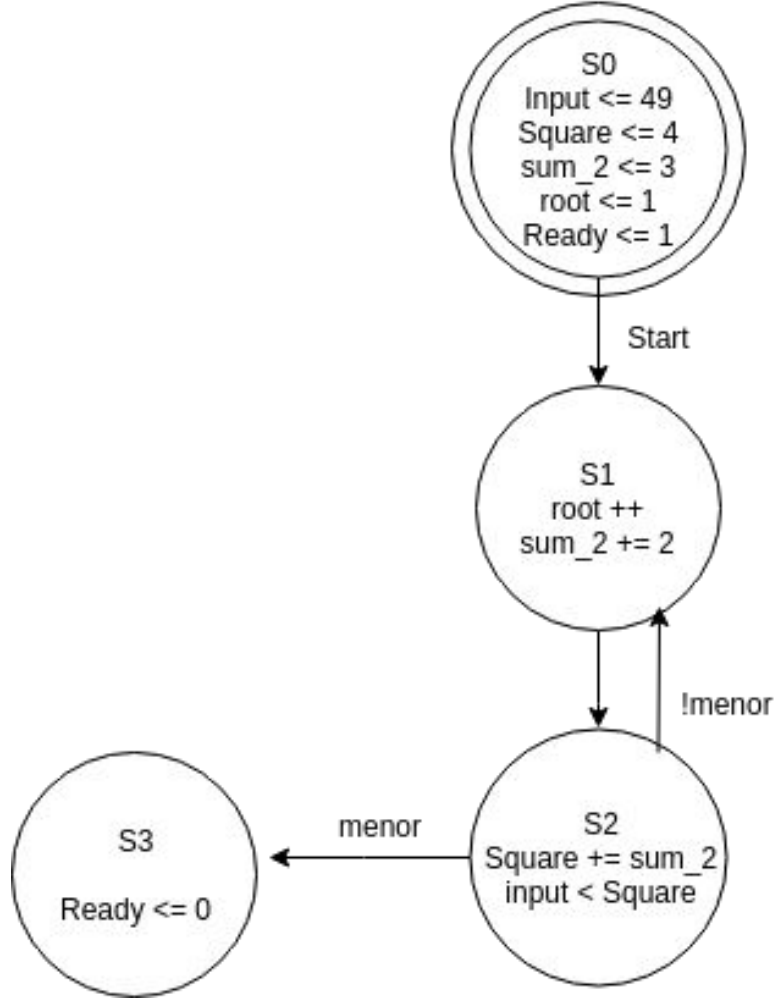 S0
Input <= 49
Square <= 4
sum_2 <= 3
root <= 1
Ready <= 1
Start
S1
root ++
sum_2 += 2
!menor
menor
S2
Square += sum_2
input < Square
S3
Ready <= 0